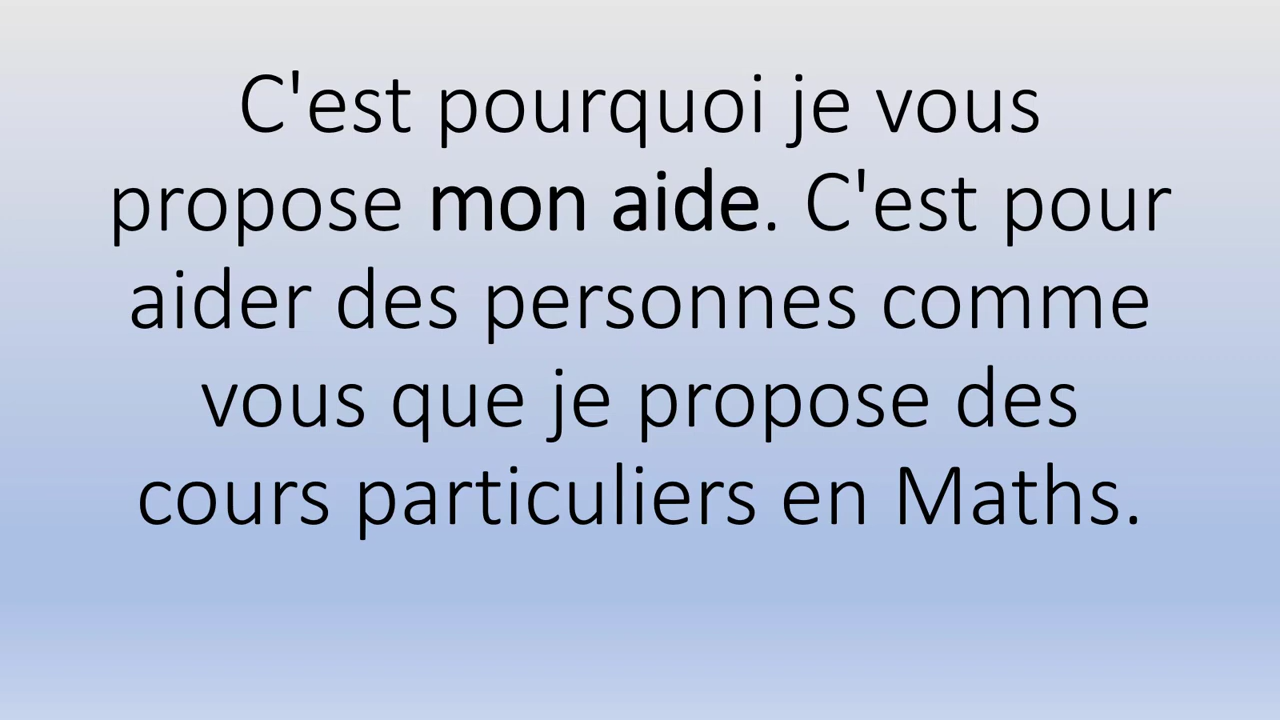 C'est pourquoi je vous
propose mon aide. C'est pour
aider des personnes comme
vous que je propose des
cours particuliers en Maths.